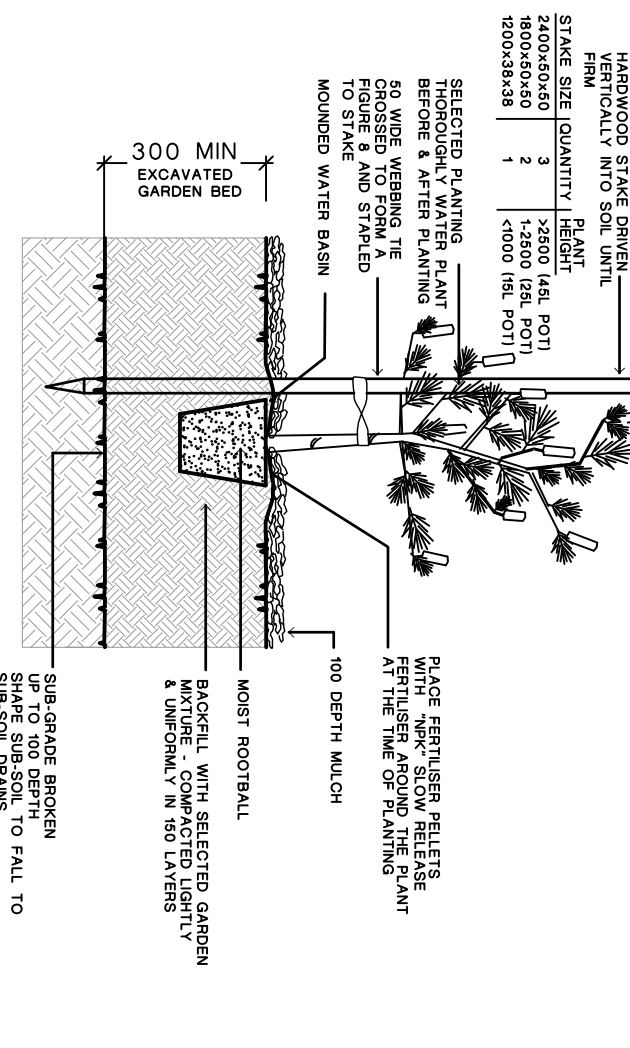 HARDWOOD STAKE DRIVEN
VERTICALLY INTO SOIL UNTIL
FIRM
STAKE SIZE QUANTITY PLANT HEIGHT
2400x50x50 3 >2500 (45L POT)
1800x50x50 2 1-2500 (25L POT)
1200x38x38 1 <1000 (15L POT)
SELECTED PLANTING
THOROUGHLY WATER PLANT
BEFORE & AFTER PLANTING
50 WIDE WEBBING TIE
CROSSED TO FORM A
FIGURE 8 AND STAPLED
TO STAKE
MOUNDED WATER BASIN
300 MIN
EXCAVATED
GARDEN BED
PLACE FERTILISER PELLETS
WITH "NPK" SLOW RELEASE
FERTILISER AROUND THE PLANT
AT THE TIME OF PLANTING
100 DEPTH MULCH
MOIST ROOTBALL
BACKFILL WITH SELECTED GARDEN
MIXTURE - COMPACTED LIGHTLY
& UNIFORMLY IN 150 LAYERS
SUB-GRADE BROKEN
UP TO 100 DEPTH
SHAPE SUB-SOIL TO FALL TO
SUB-SOIL DRAINS